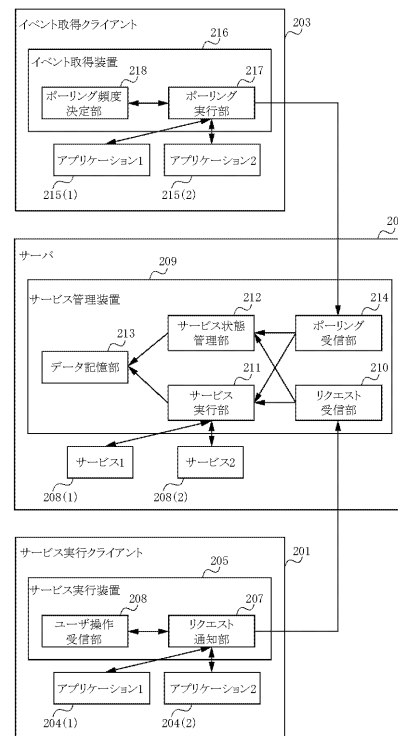 イベント取得クライアント
203
216
イベント取得装置
218
217
ポーリング頻度
決定部
ポーリング
実行部
アプリケーション1
アプリケーション2
215(1)
215(2)
20
サーバ
209
サービス管理装置
212
214
213
サービス状態
管理部
ポーリング
受信部
データ記憶部
211
210
サービス
実行部
リクエスト
受信部
サービス1
サービス2
208(1)
208(2)
サービス実行クライアント
201
205
サービス実行装置
208
207
ユーザ操作
受信部
リクエスト
通知部
アプリケーション1
アプリケーション2
204(1)
204(2)